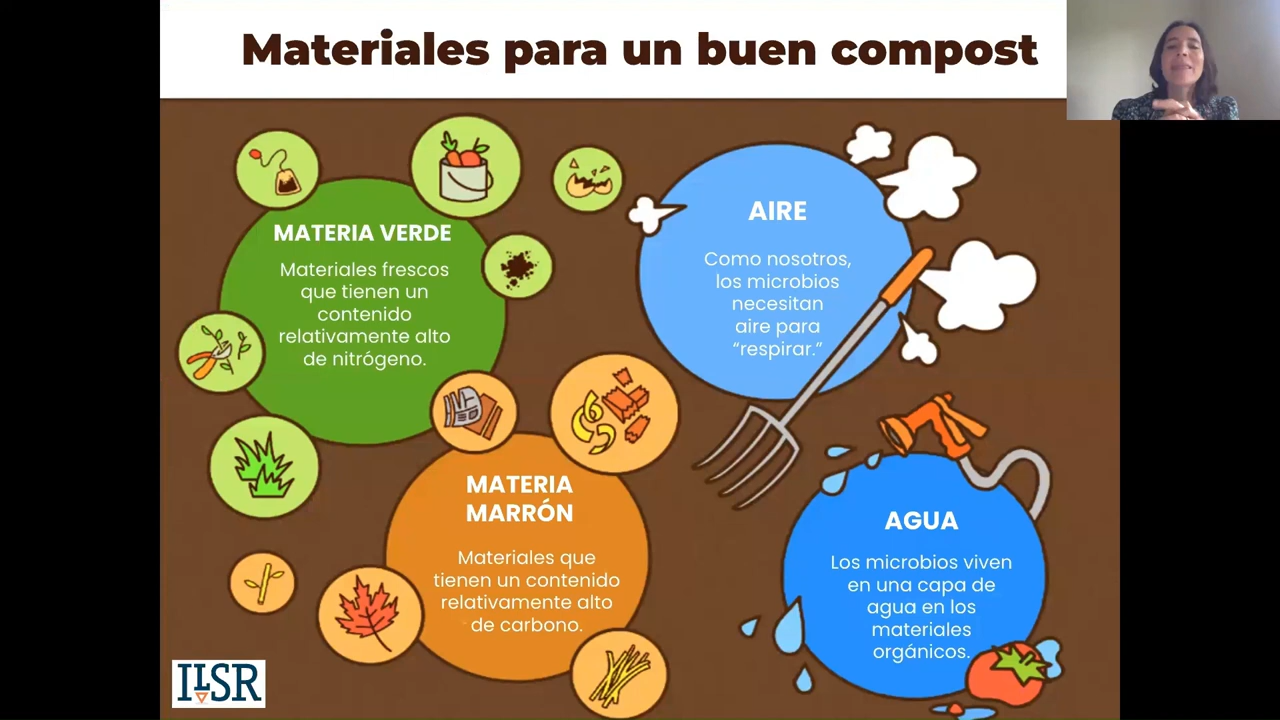 Materiales para un buen compost
MATERIA VERDE
Materiales frescos
que tienen un
contenido
relativamente alto
de nitrógeno.
AIRE
Como nosotros,
los microbios
necesitan
aire para
“respirar.”
MATERIA
MARRÓN
Materiales que
tienen un contenido
relativamente alto
de carbono.
AGUA
Los microbios viven
en una capa de
agua en los
materiales
orgánicos.
ILSR